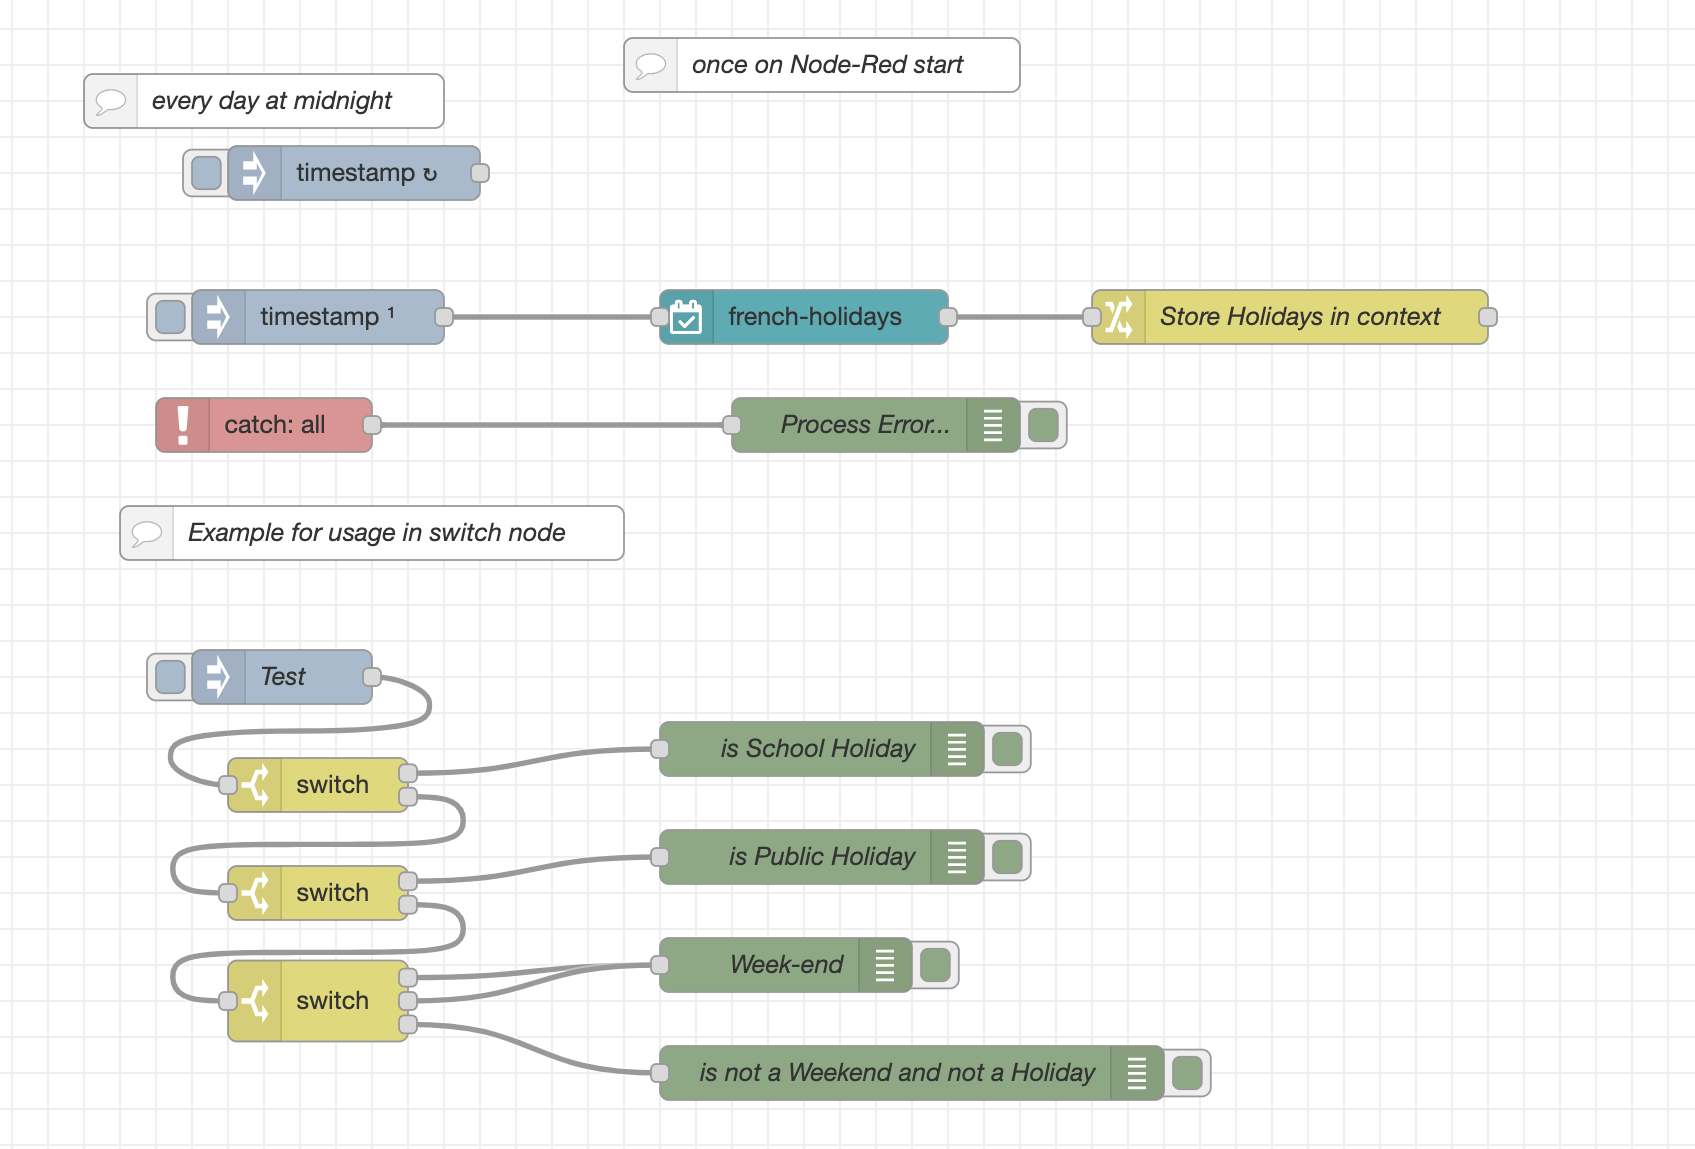 once on Node-Red start
every day at midnight
timestamp ↻
timestamp ¹
french-holidays
Store Holidays in context
catch: all
Process Error...
Example for usage in switch node
Test
is School Holiday
switch
is Public Holiday
switch
Week-end
switch
is not a Weekend and not a Holiday